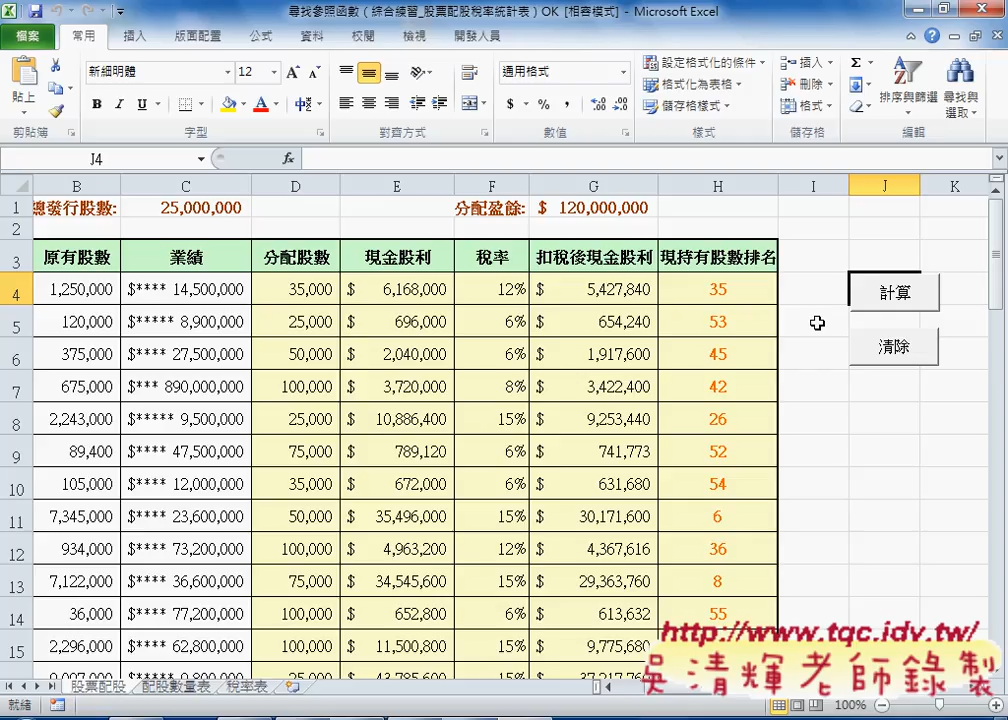 尋找參照函數（綜合練習_股票配股稅率統計表）OK [相容模式] - Microsoft Excel
檔案 常用 插入 版面配置 公式 資料 校閱 檢視 開發人員
貼上 新細明體 12 通用格式 設定格式化的條件 插入 排序與篩選 尋找與選取
B I U 格式化為表格 刪除
$ % , 儲存格樣式 格式
剪貼簿 字型 對齊方式 數值 樣式 儲存格 編輯
J4 fx
B C D E F G H I J K
1 總發行股數: 25,000,000 分配盈餘: $ 120,000,000
2
3 原有股數 業績 分配股數 現金股利 稅率 扣稅後現金股利 現持有股數排名
4 1,250,000 $**** 14,500,000 35,000 $ 6,168,000 12% $ 5,427,840 35 計算
5 120,000 $***** 8,900,000 25,000 $ 696,000 6% $ 654,240 53
6 375,000 $**** 27,500,000 50,000 $ 2,040,000 6% $ 1,917,600 45 清除
7 675,000 $*** 890,000,000 100,000 $ 3,720,000 8% $ 3,422,400 42
8 2,243,000 $***** 9,500,000 25,000 $ 10,886,400 15% $ 9,253,440 26
9 89,400 $**** 47,500,000 75,000 $ 789,120 6% $ 741,773 52
10 105,000 $**** 12,000,000 35,000 $ 672,000 6% $ 631,680 54
11 7,345,000 $**** 23,600,000 50,000 $ 35,496,000 15% $ 30,171,600 6
12 934,000 $**** 73,200,000 100,000 $ 4,963,200 12% $ 4,367,616 36
13 7,122,000 $**** 36,600,000 75,000 $ 34,545,600 15% $ 29,363,760 8
14 36,000 $**** 77,200,000 100,000 $ 652,800 6% $ 613,632 55
15 2,296,000 $**** 62,800,000 100,000 $ 11,500,800 15% $ 9,775,680
http://www.tqc.idv.tw/
吳清輝老師錄製
股票配股 配股數量表 稅率表
就緒 100%